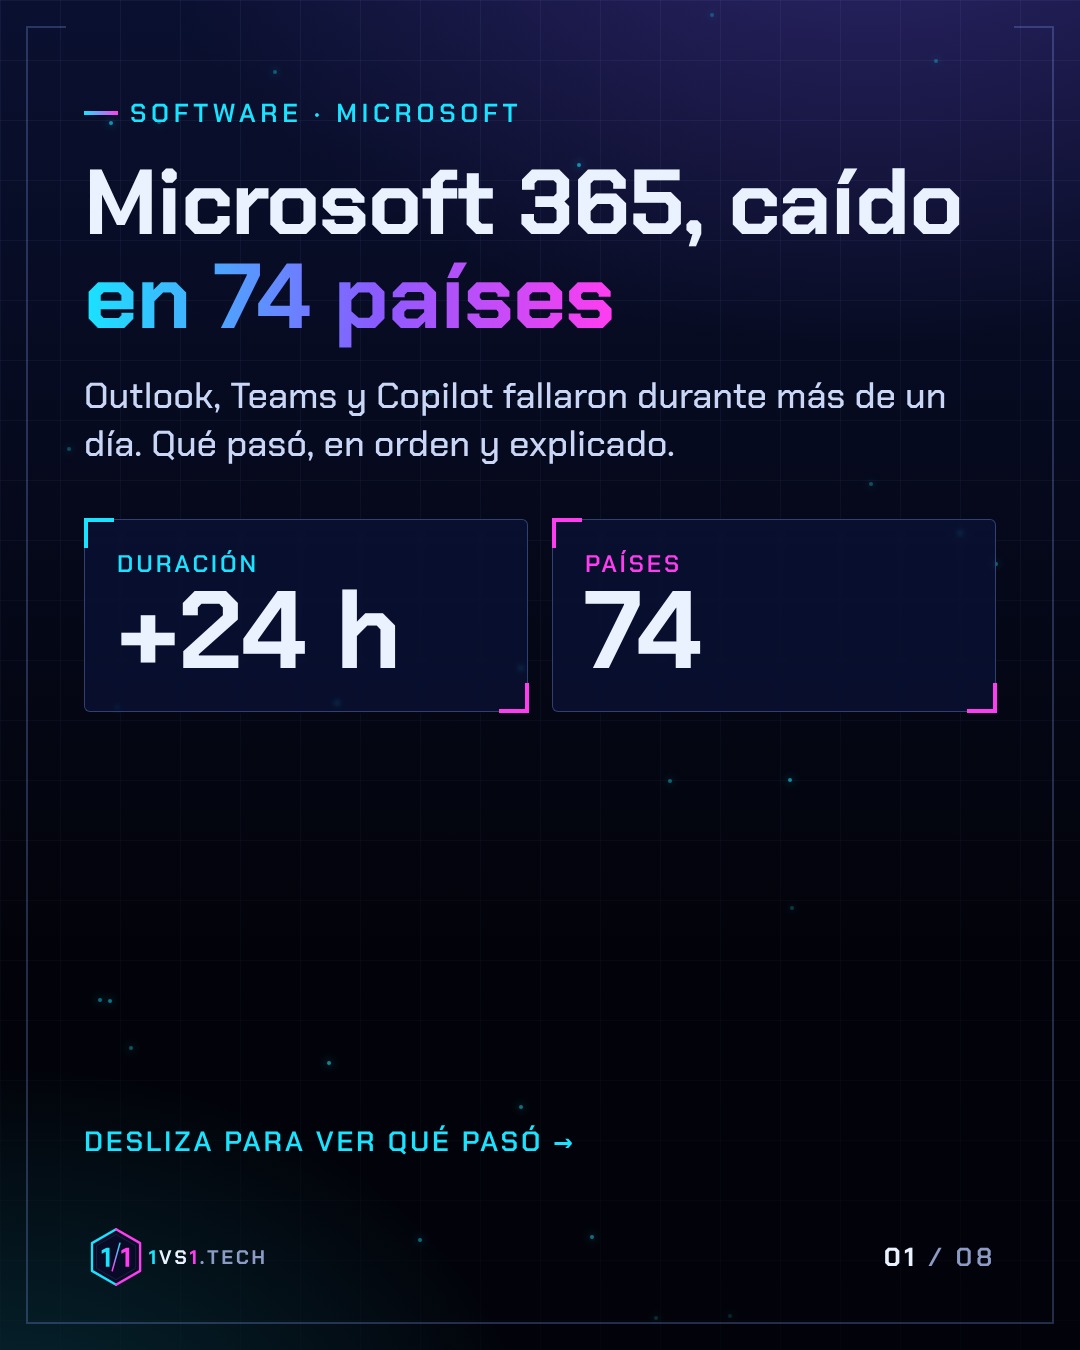 SOFTWARE · MICROSOFT
Microsoft 365, caído
en 74 países
Outlook, Teams y Copilot fallaron durante más de un
día. Qué pasó, en orden y explicado.
DURACIÓN
+24 h
PAÍSES
74
DESLIZA PARA VER QUÉ PASÓ →
1/1 1VS1.TECH
01 / 08